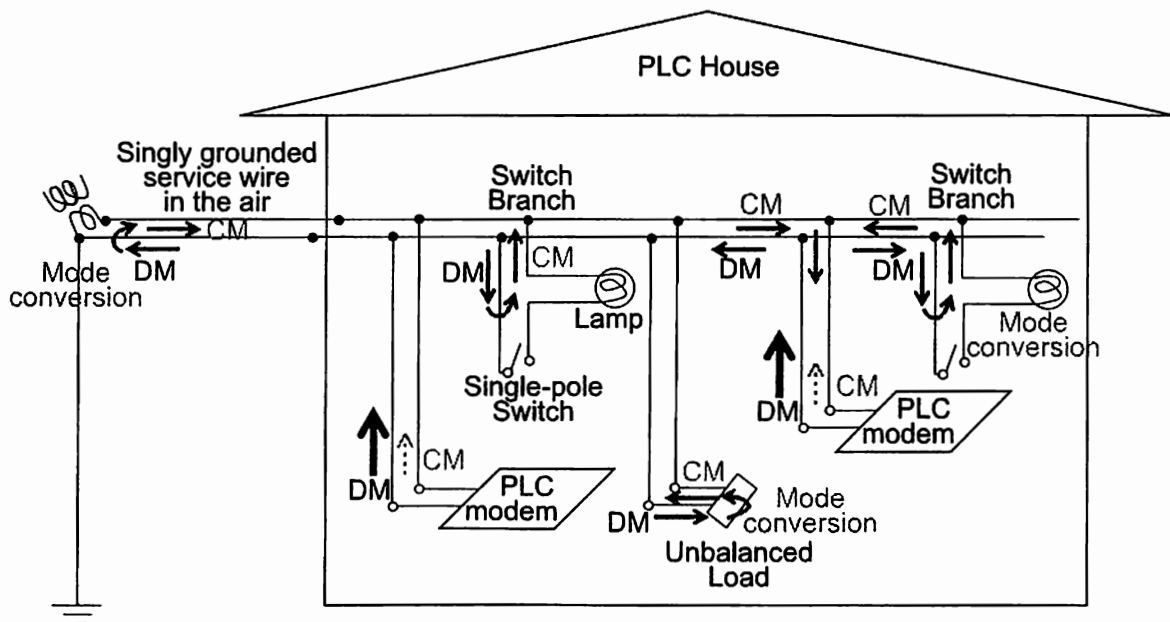 PLC House
Singly grounded
service wire
in the air
CM
DM
Mode
conversion
Switch
Branch
DM
CM
Lamp
Single-pole
Switch
CM
DM
CM
DM
Switch
Branch
DM
CM
DM
PLC
modem
CM
DM
Mode
conversion
Unbalanced
Load
CM
DM
PLC
modem
Mode
conversion